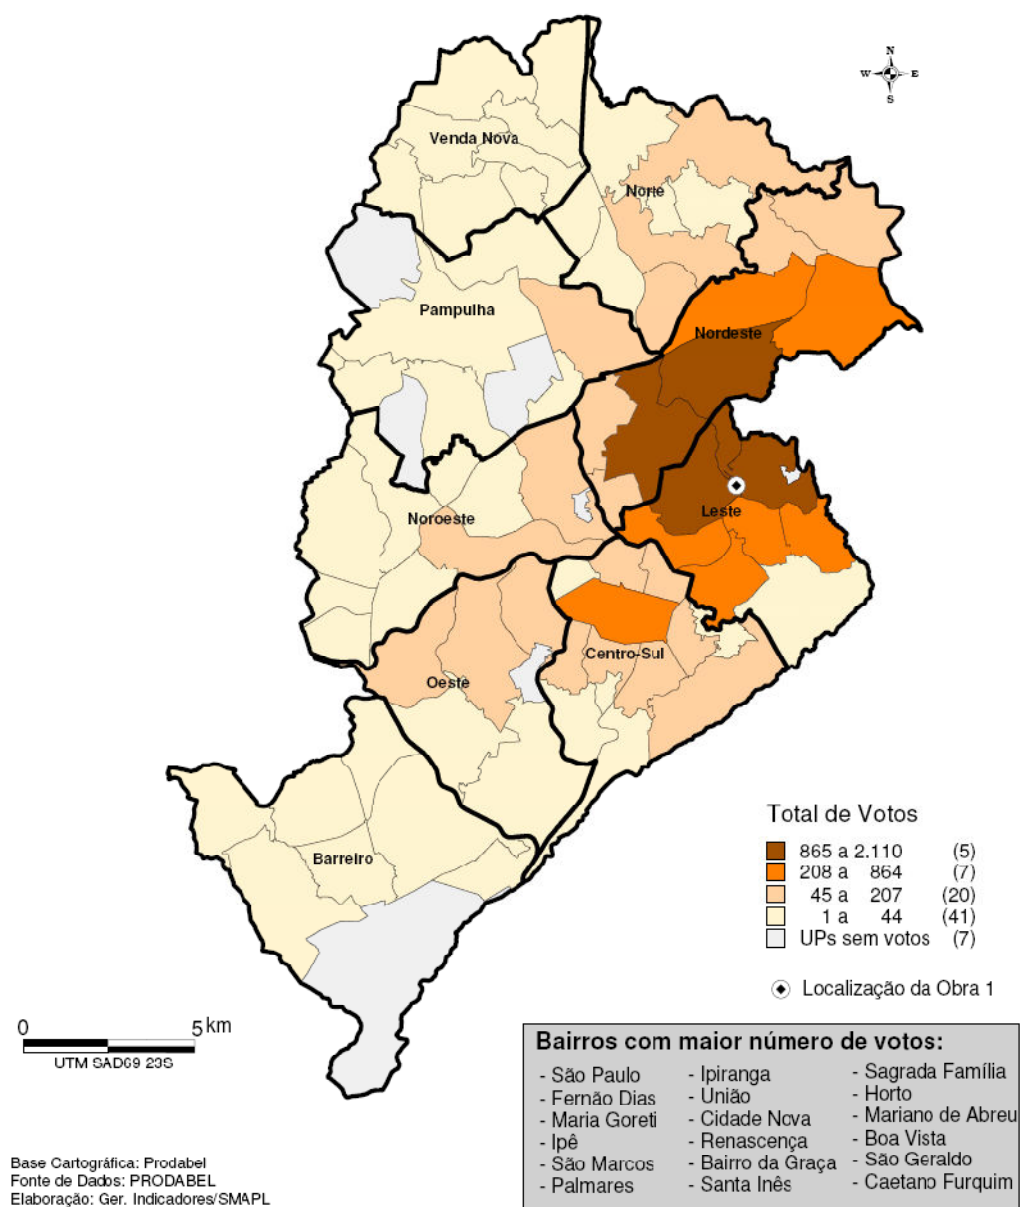 N
W E
S
Venda Nova
Norte
Pampulha
Nordeste
Noroeste
Leste
Centro-Sul
Oeste
Barreiro
Total de Votos
865 a 2.110 (5)
208 a 864 (7)
45 a 207 (20)
1 a 44 (41)
UPs sem votos (7)
Localização da Obra 1
0 5 km
UTM SAD69 23S
Bairros com maior número de votos:
- São Paulo
- Fernão Dias
- Maria Goreti
- Ipê
- São Marcos
- Palmares
- Ipiranga
- União
- Cidade Nova
- Renascença
- Bairro da Graça
- Santa Inês
- Sagrada Família
- Horto
- Mariano de Abreu
- Boa Vista
- São Geraldo
- Caetano Furquim
Base Cartográfica: Prodabel
Fonte de Dados: PRODABEL
Elaboração: Ger. Indicadores/SMAPL